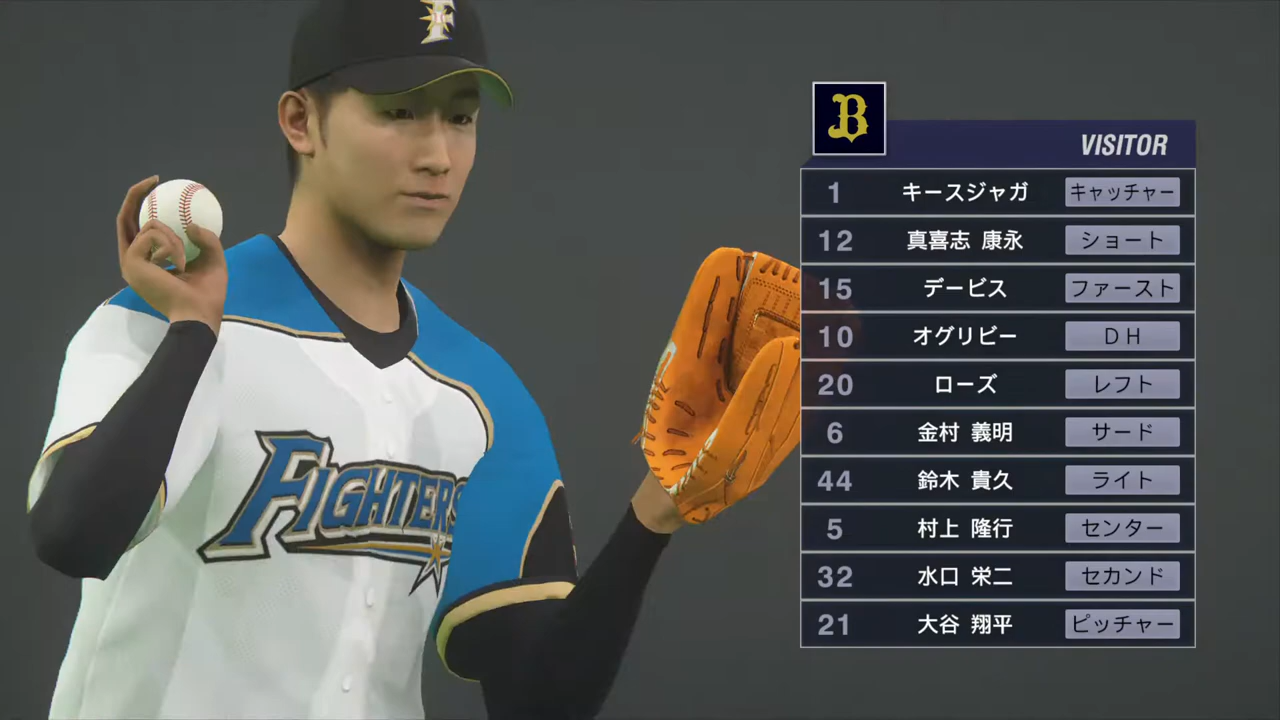 F
FIGHTERS
B
VISITOR
1 キースジャガ キャッチャー
12 真喜志 康永 ショート
15 デービス ファースト
10 オグリビー DH
20 ローズ レフト
6 金村 義明 サード
44 鈴木 貴久 ライト
5 村上 隆行 センター
32 水口 栄二 セカンド
21 大谷 翔平 ピッチャー